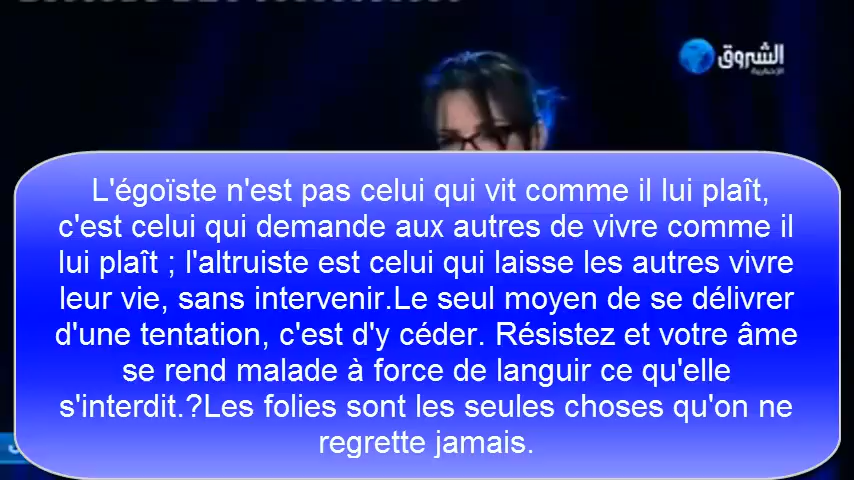 الشروق
الإخبارية
L'égoïste n'est pas celui qui vit comme il lui plaît,
c'est celui qui demande aux autres de vivre comme il
lui plaît ; l'altruiste est celui qui laisse les autres vivre
leur vie, sans intervenir.Le seul moyen de se délivrer
d'une tentation, c'est d'y céder. Résistez et votre âme
se rend malade à force de languir ce qu'elle
s'interdit.?Les folies sont les seules choses qu'on ne
regrette jamais.